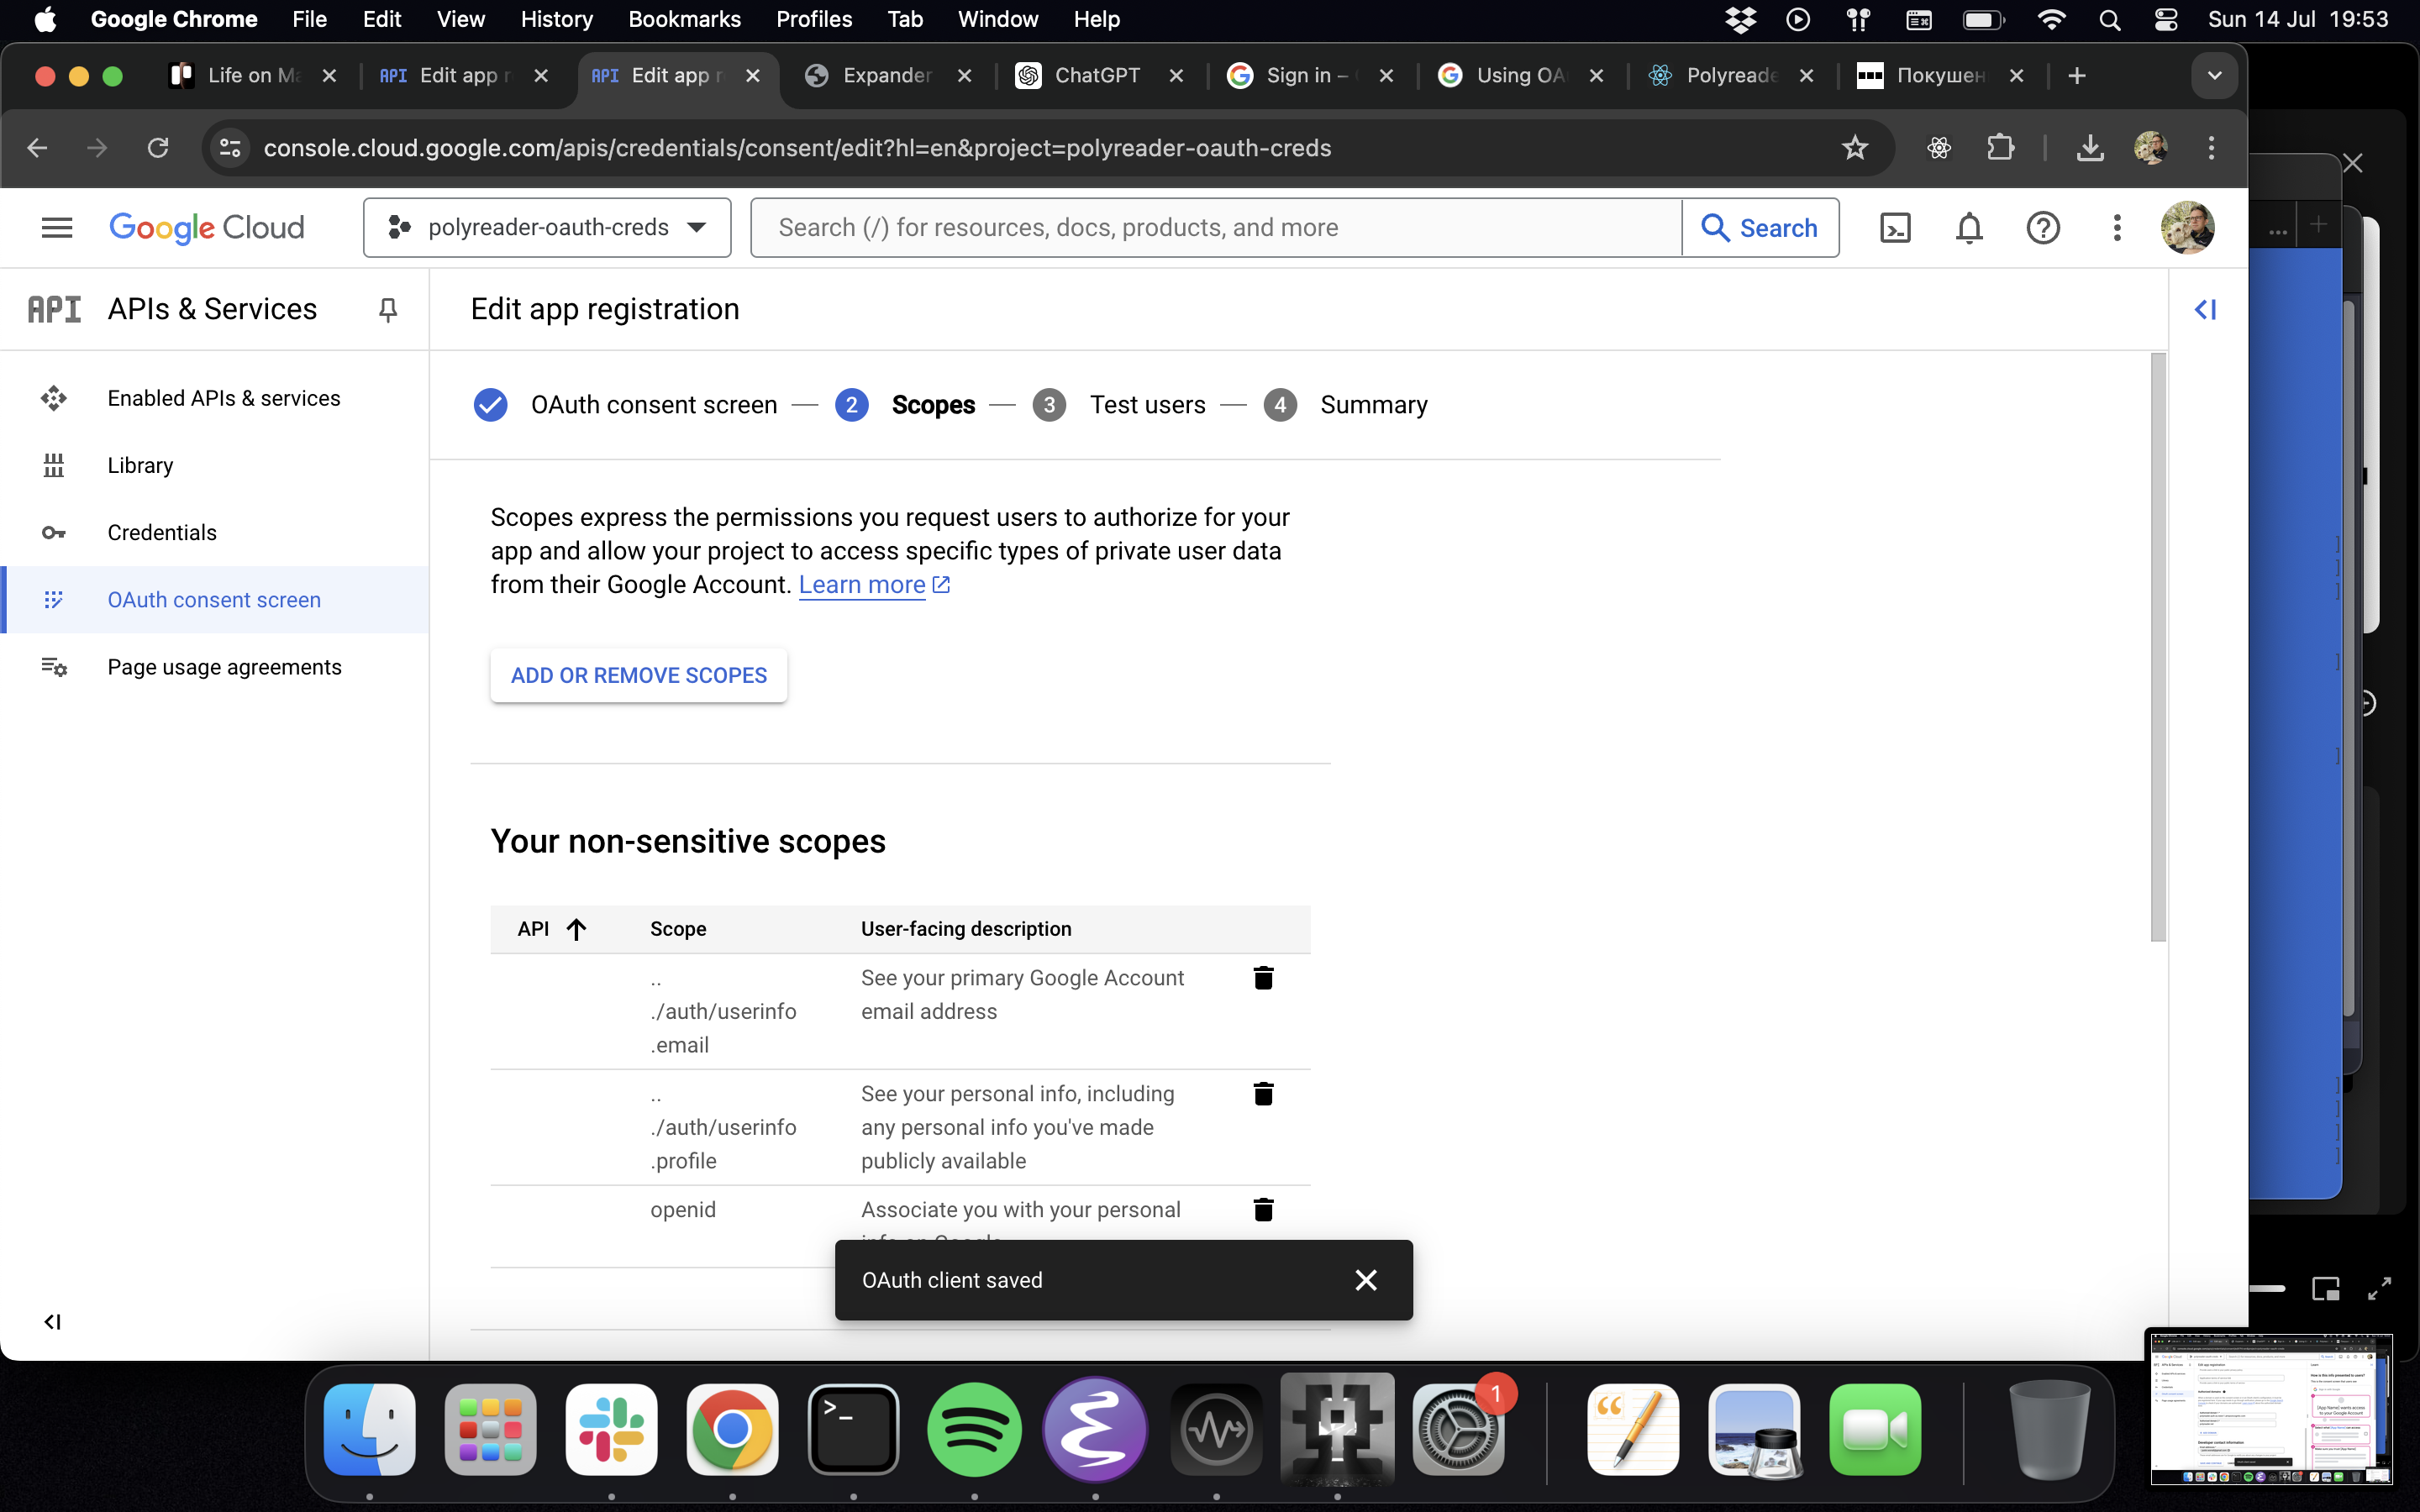 Google Chrome File Edit View History Bookmarks Profiles Tab Window Help Sun 14 Jul 19:53
Life on Ma API Edit app r API Edit app r Expander ChatGPT Sign in – Using OA Polyreade Покушен
console.cloud.google.com/apis/credentials/consent/edit?hl=en&project=polyreader-oauth-creds
Google Cloud polyreader-oauth-creds Search (/) for resources, docs, products, and more Search
API APIs & Services
Enabled APIs & services
Library
Credentials
OAuth consent screen
Page usage agreements
Edit app registration
OAuth consent screen — 2 Scopes — 3 Test users — 4 Summary
Scopes express the permissions you request users to authorize for your
app and allow your project to access specific types of private user data
from their Google Account. Learn more
ADD OR REMOVE SCOPES
Your non-sensitive scopes
API Scope User-facing description
..
./auth/userinfo
.email
See your primary Google Account
email address
..
./auth/userinfo
.profile
See your personal info, including
any personal info you've made
publicly available
openid
Associate you with your personal
info on Google
OAuth client saved
1